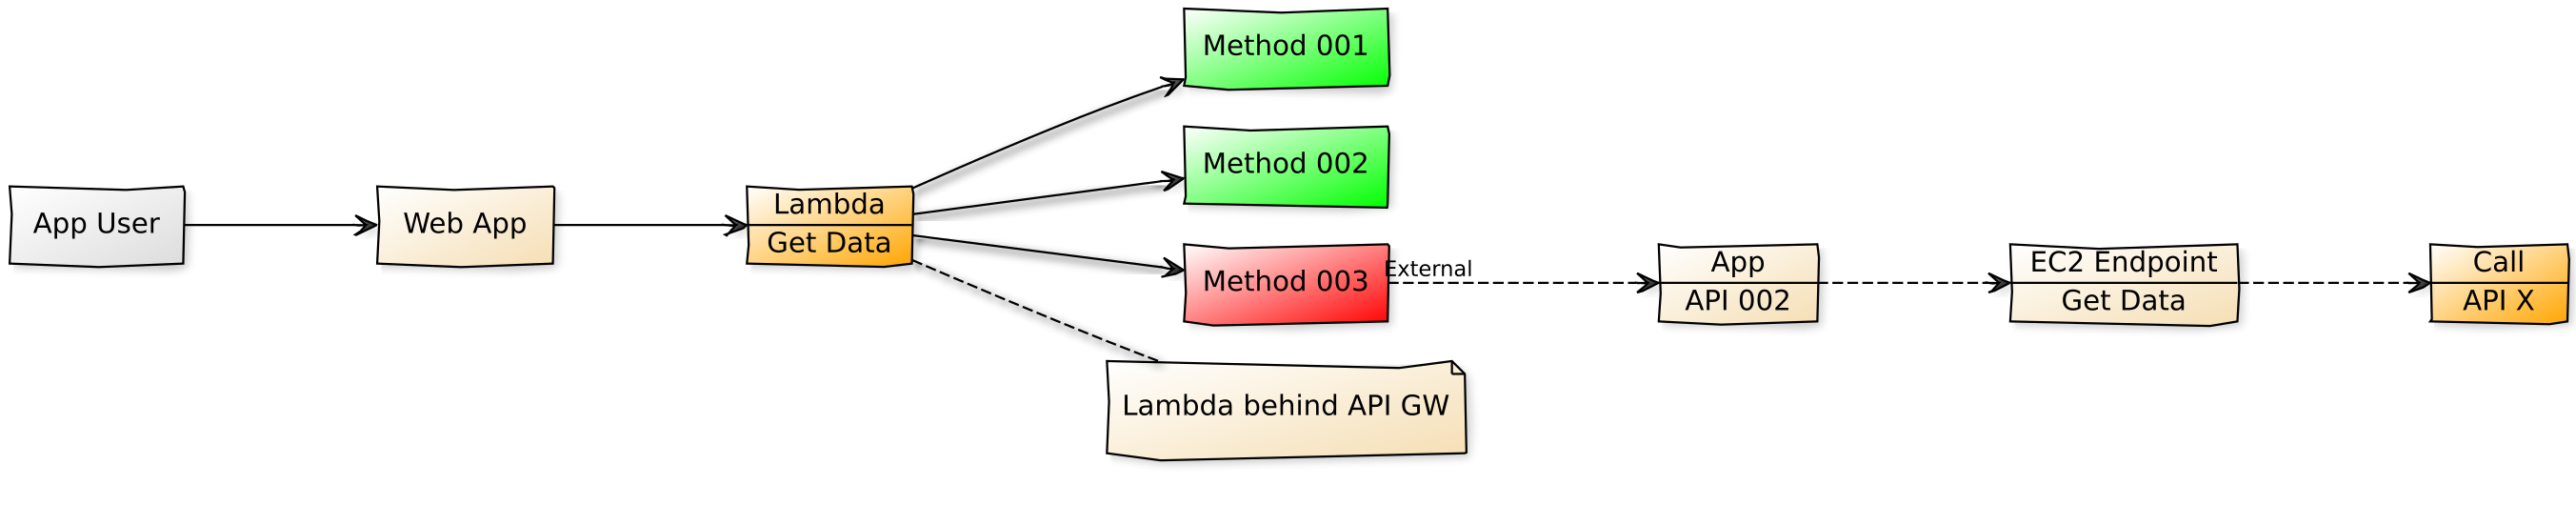 App User
Web App
Lambda
Get Data
Method 001
Method 002
Method 003
External
App
API 002
EC2 Endpoint
Get Data
Call
API X
Lambda behind API GW